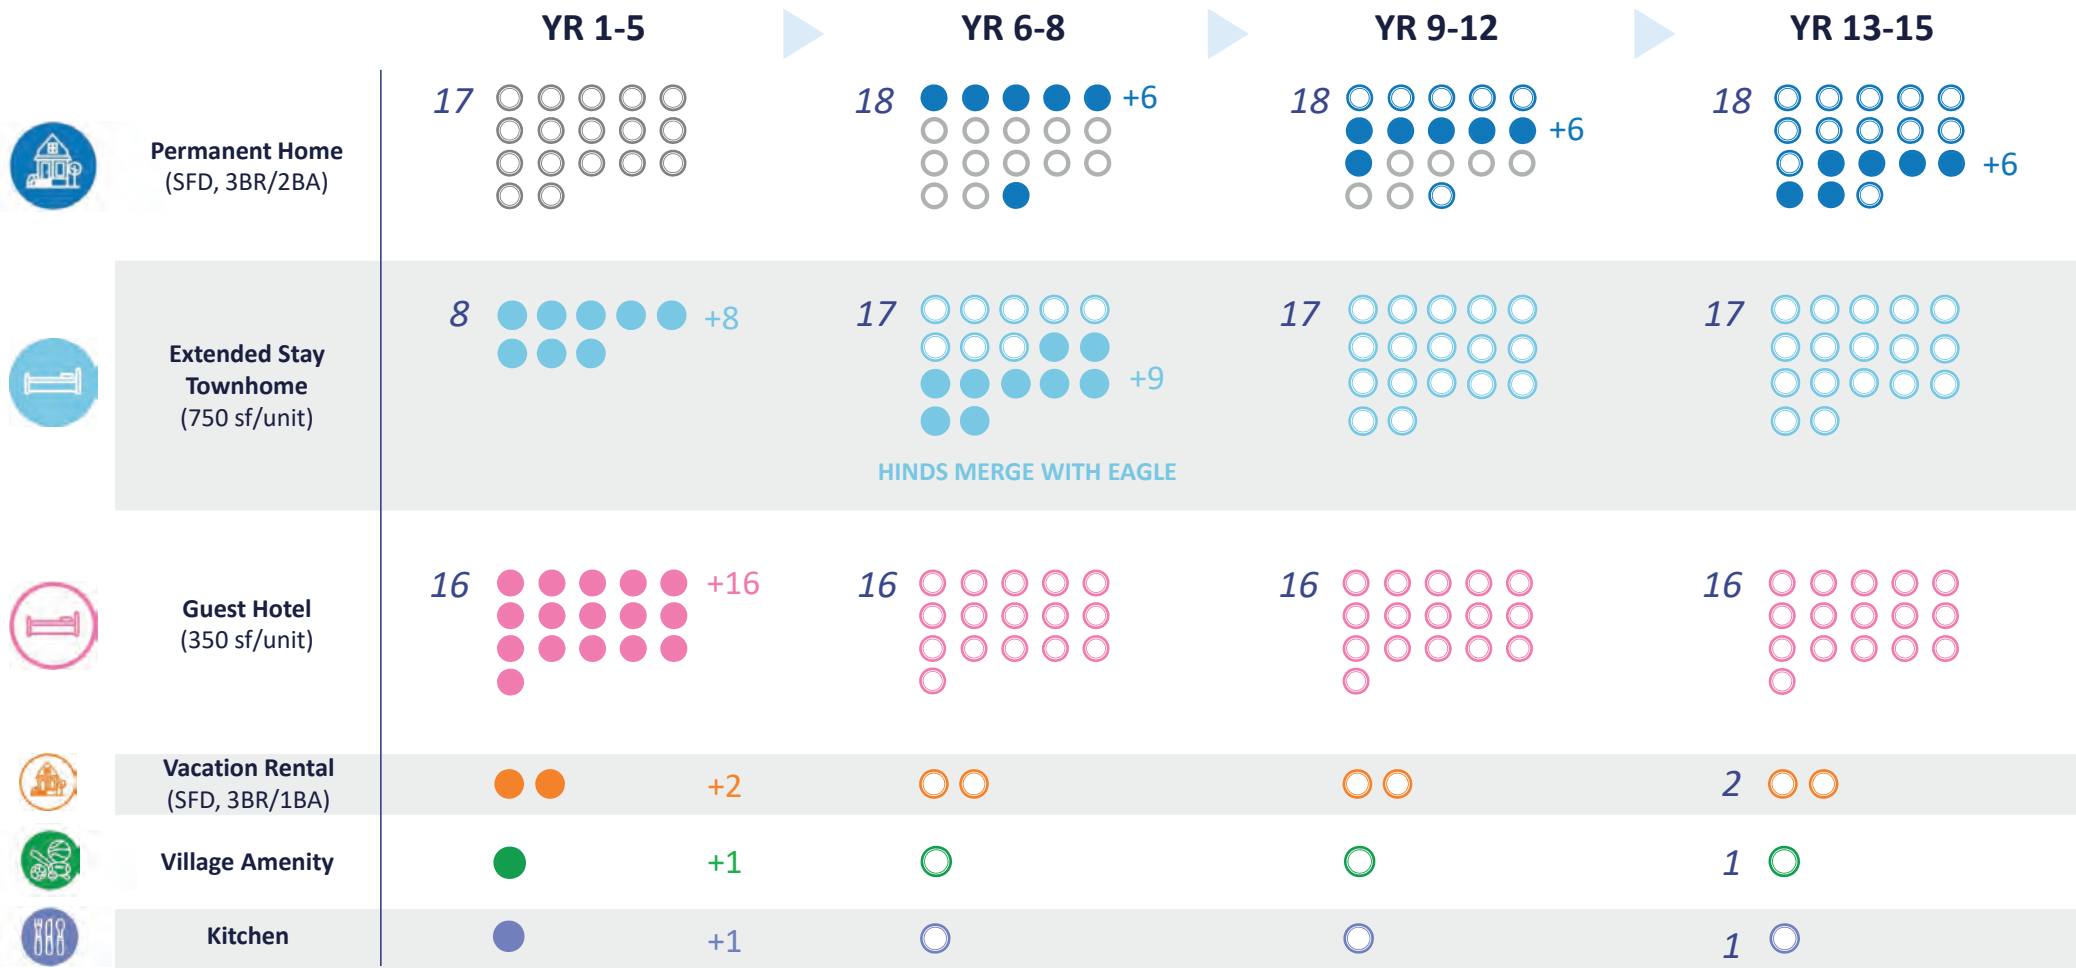 YR 1-5
YR 6-8
YR 9-12
YR 13-15
Permanent Home
(SFD, 3BR/2BA)
17
18
+6
18
+6
18
+6
Extended Stay
Townhome
(750 sf/unit)
8
+8
17
+9
HINDS MERGE WITH EAGLE
17
17
Guest Hotel
(350 sf/unit)
16
+16
16
16
16
Vacation Rental
(SFD, 3BR/1BA)
+2
2
Village Amenity
+1
1
Kitchen
+1
1